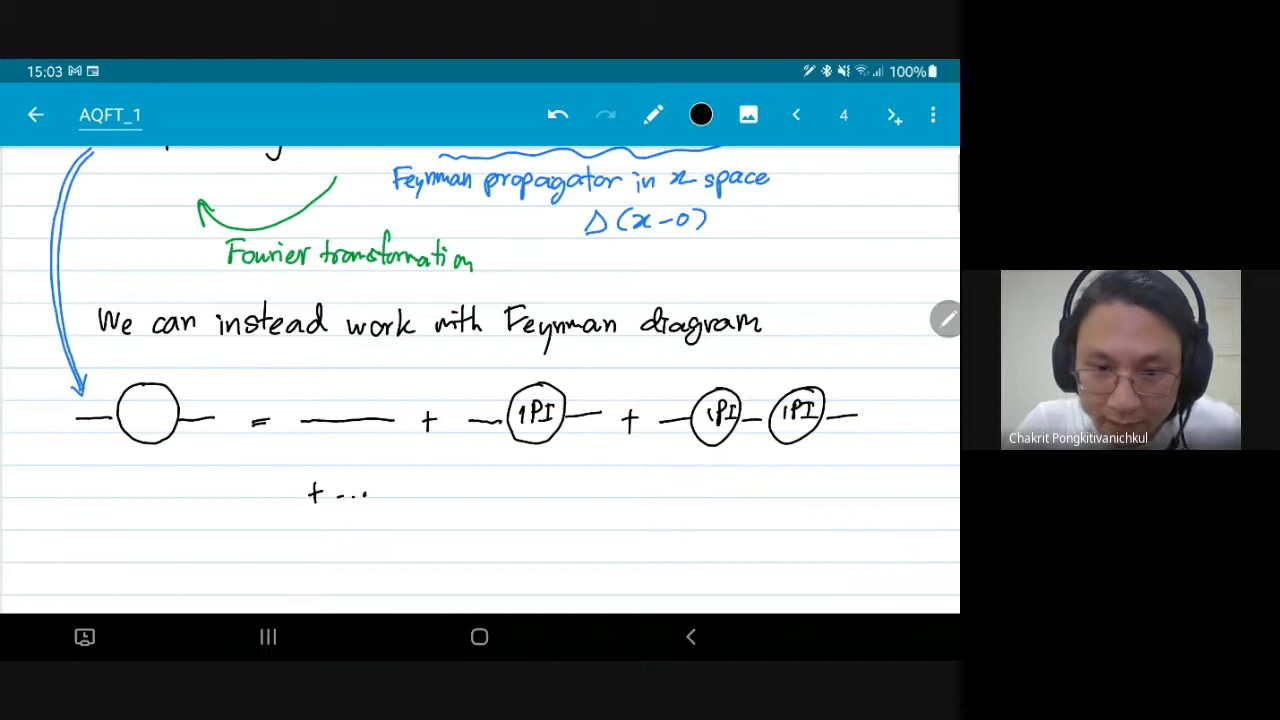 15:03 100%
AQFT_1 4
Feynman propagator in x space
Δ(x-0)
Fourier transformation
We can instead work with Feynman diagram
= + 1PI + 1PI 1PI
+ ...
Chakrit Pongkitivanichkul